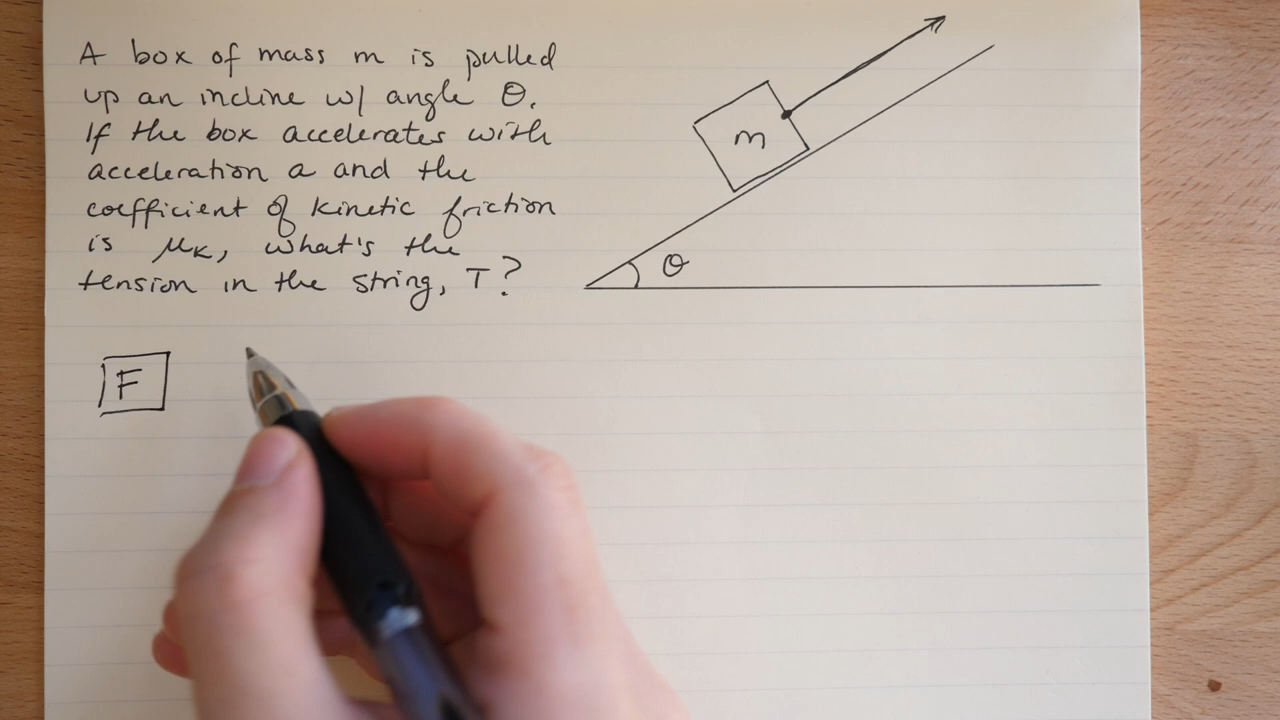 A box of mass m is pulled
up an incline w/ angle θ.
If the box accelerates with
acceleration a and the
coefficient of kinetic friction
is μK, what's the
tension in the string, T?
m
θ
F